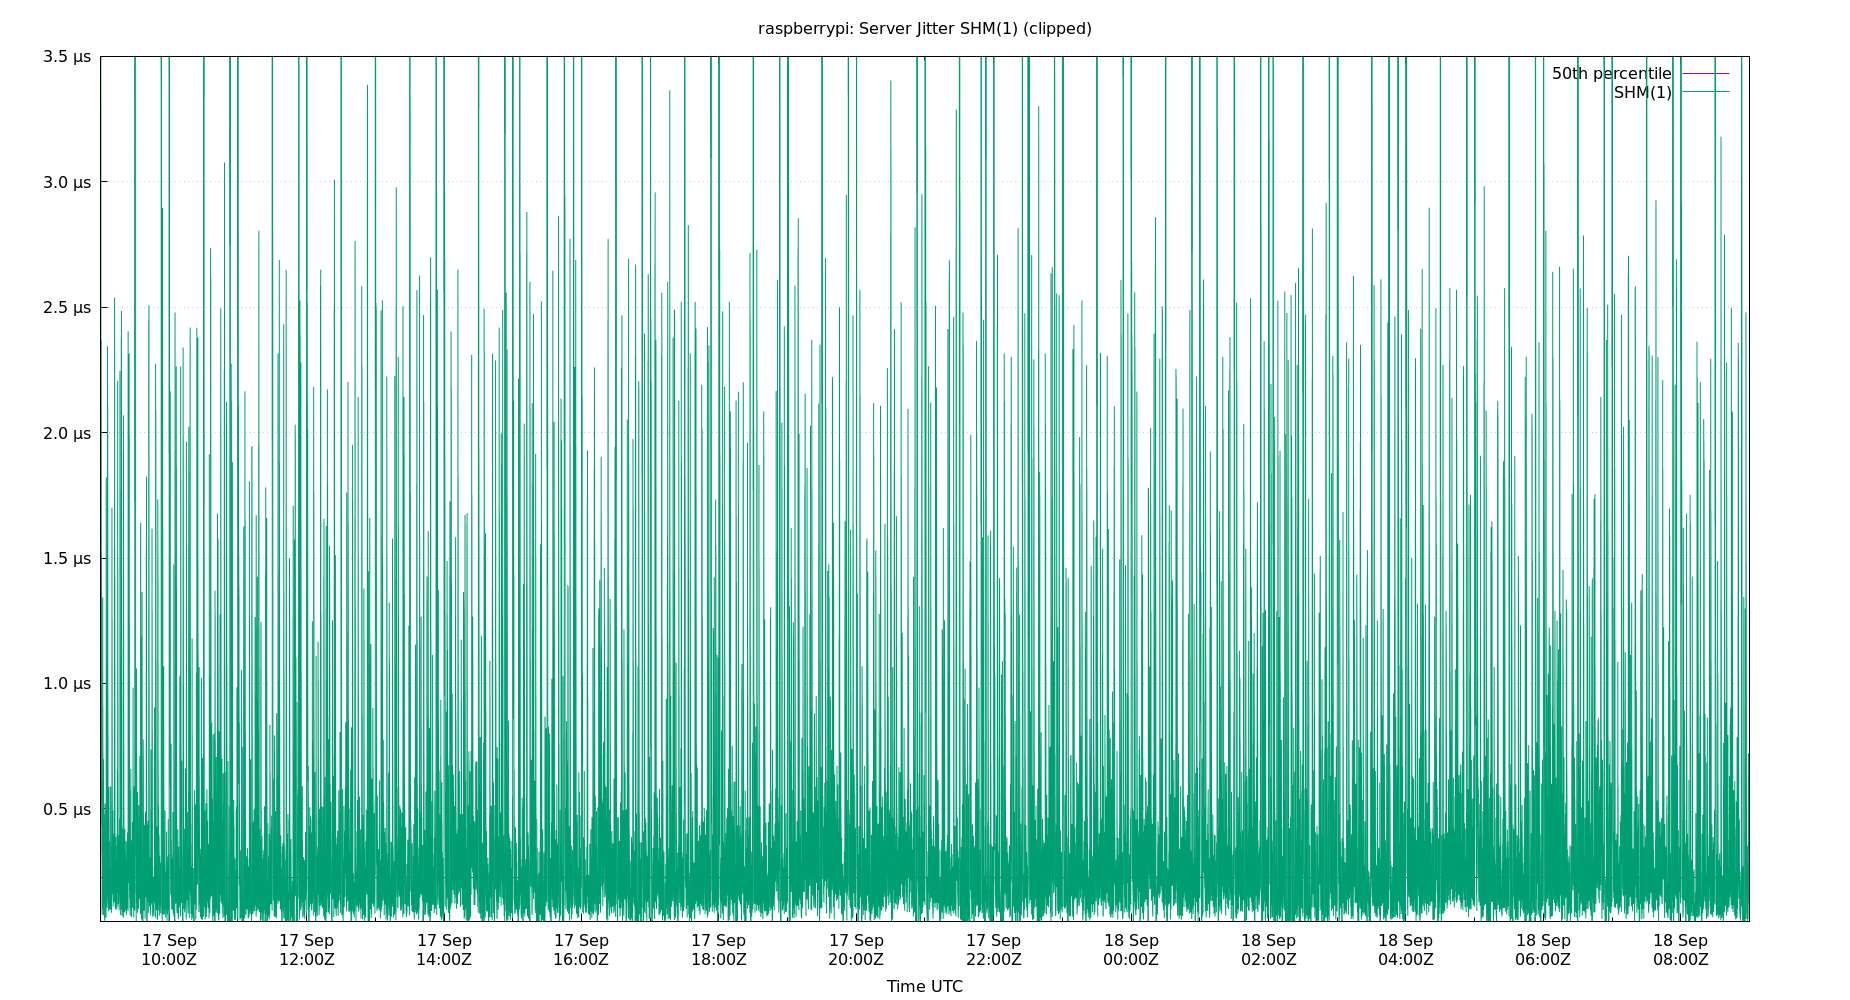 raspberrypi: Server Jitter SHM(1) (clipped)
3.5 µs
3.0 µs
2.5 µs
2.0 µs
1.5 µs
1.0 µs
0.5 µs
50th percentile
SHM(1)
17 Sep 17 Sep 17 Sep 17 Sep 17 Sep 17 Sep 17 Sep 18 Sep 18 Sep 18 Sep 18 Sep 18 Sep
10:00Z 12:00Z 14:00Z 16:00Z 18:00Z 20:00Z 22:00Z 00:00Z 02:00Z 04:00Z 06:00Z 08:00Z
Time UTC